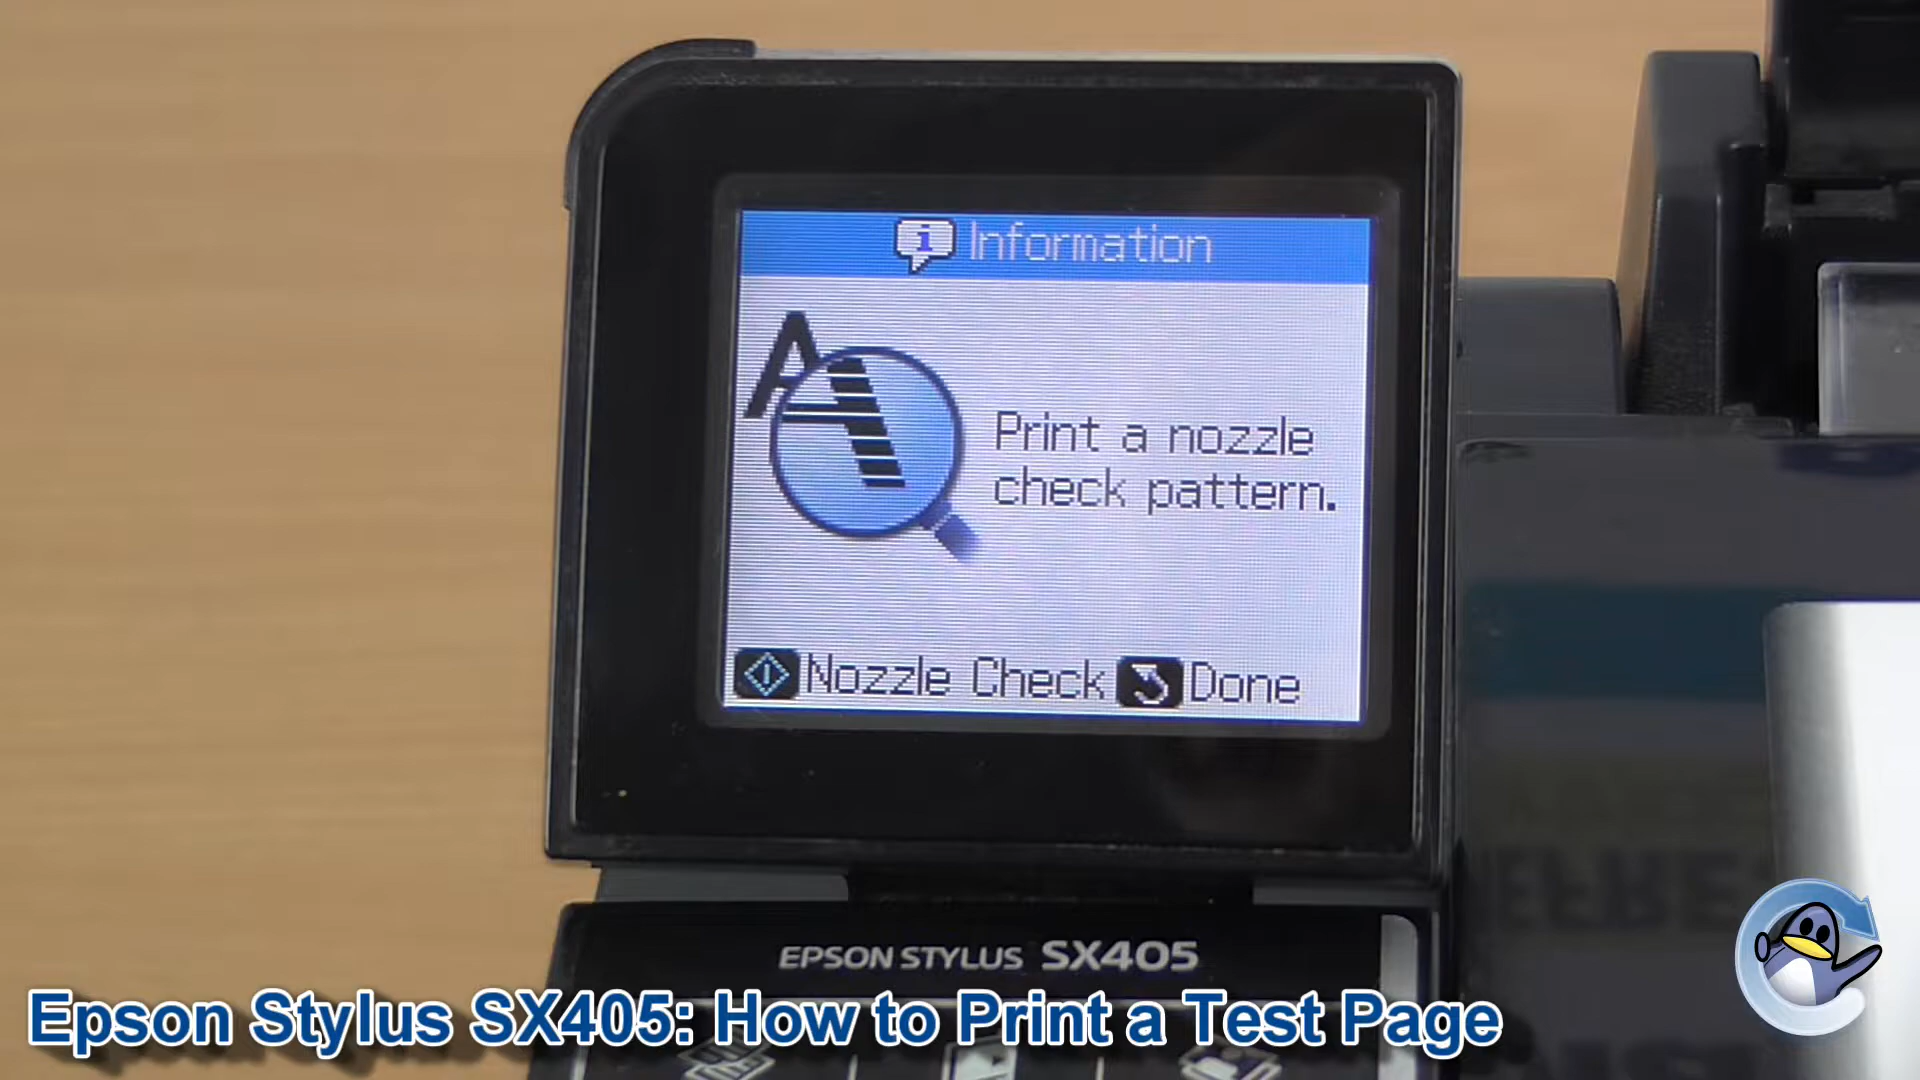 Information
Print a nozzle
check pattern.
Nozzle Check Done
EPSON STYLUS SX405
Epson Stylus SX405: How to Print a Test Page